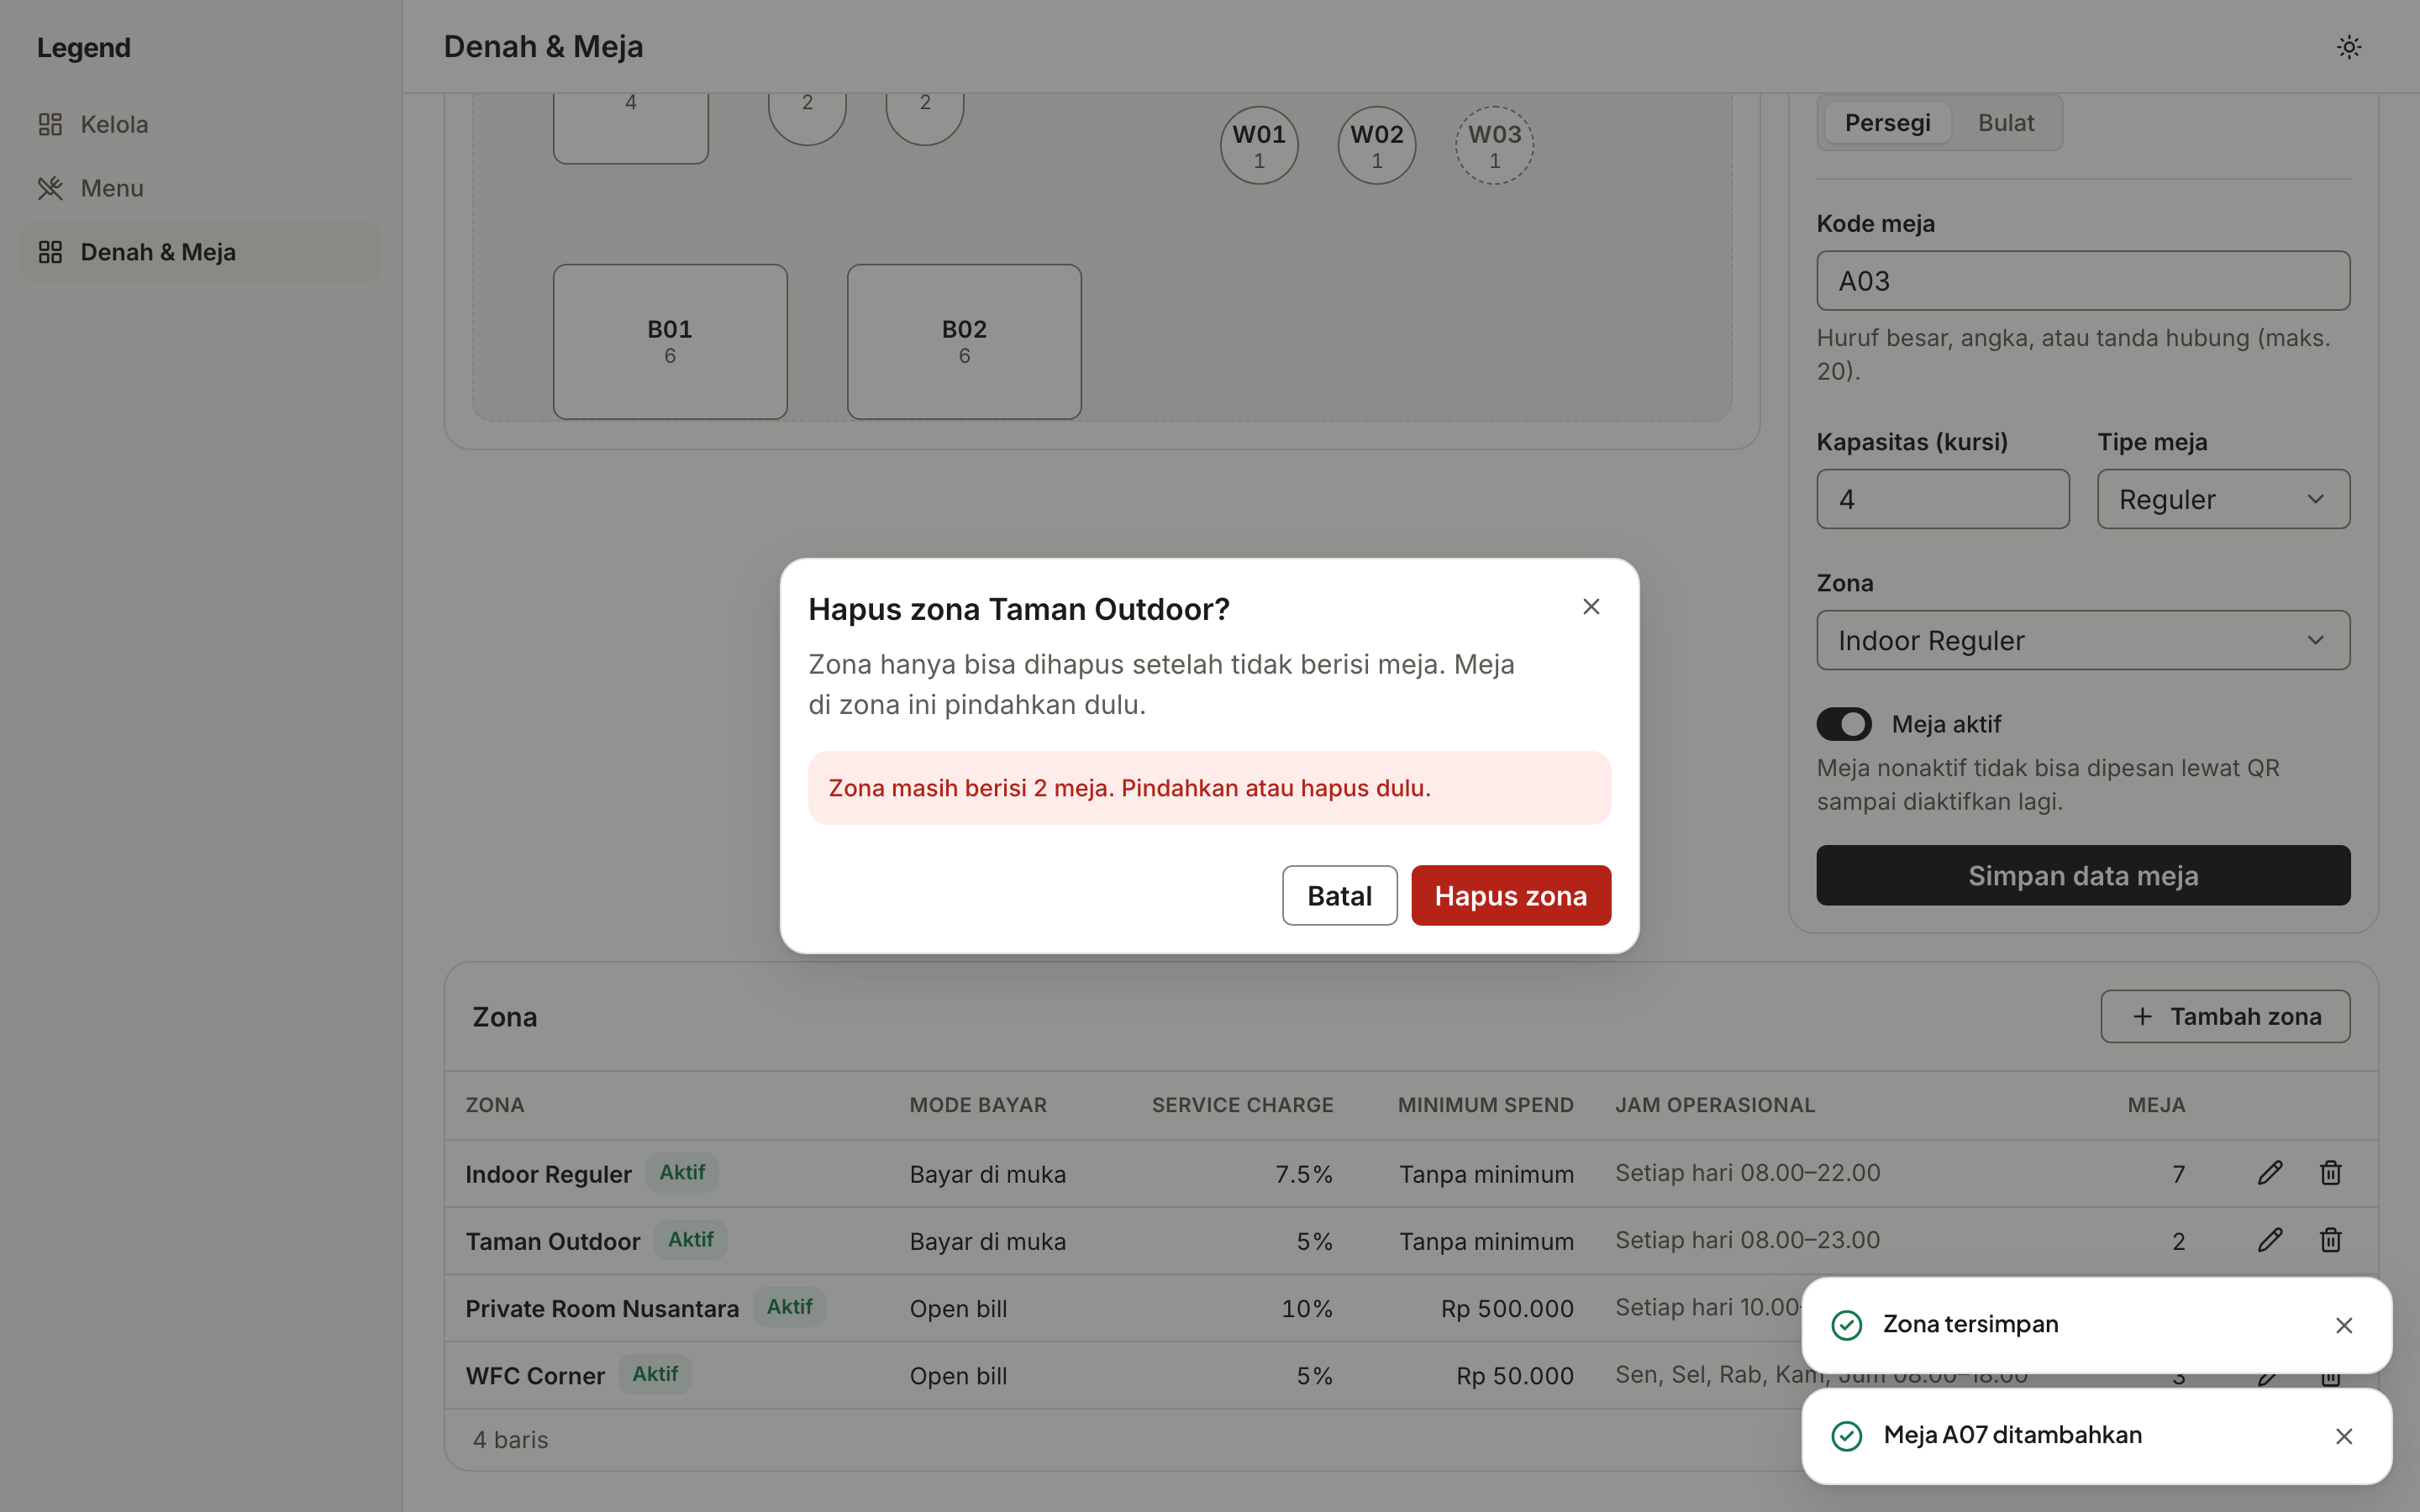 Legend
Kelola
Menu
Denah & Meja
Denah & Meja
4
2
2
W01
1
W02
1
W03
1
B01
6
B02
6
Persegi
Bulat
Kode meja
A03
Huruf besar, angka, atau tanda hubung (maks.
20).
Kapasitas (kursi)
Tipe meja
4
Reguler
Zona
Indoor Reguler
Meja aktif
Meja nonaktif tidak bisa dipesan lewat QR
sampai diaktifkan lagi.
Simpan data meja
Hapus zona Taman Outdoor?
Zona hanya bisa dihapus setelah tidak berisi meja. Meja
di zona ini pindahkan dulu.
Zona masih berisi 2 meja. Pindahkan atau hapus dulu.
Batal
Hapus zona
Zona
Tambah zona
ZONA MODE BAYAR SERVICE CHARGE MINIMUM SPEND JAM OPERASIONAL MEJA
Indoor Reguler Aktif Bayar di muka 7.5% Tanpa minimum Setiap hari 08.00–22.00 7
Taman Outdoor Aktif Bayar di muka 5% Tanpa minimum Setiap hari 08.00–23.00 2
Private Room Nusantara Aktif Open bill 10% Rp 500.000 Setiap hari 10.00–
WFC Corner Aktif Open bill 5% Rp 50.000 Sen, Sel, Rab, Kam, Jum 08.00–18.00 3
4 baris
Zona tersimpan
Meja A07 ditambahkan